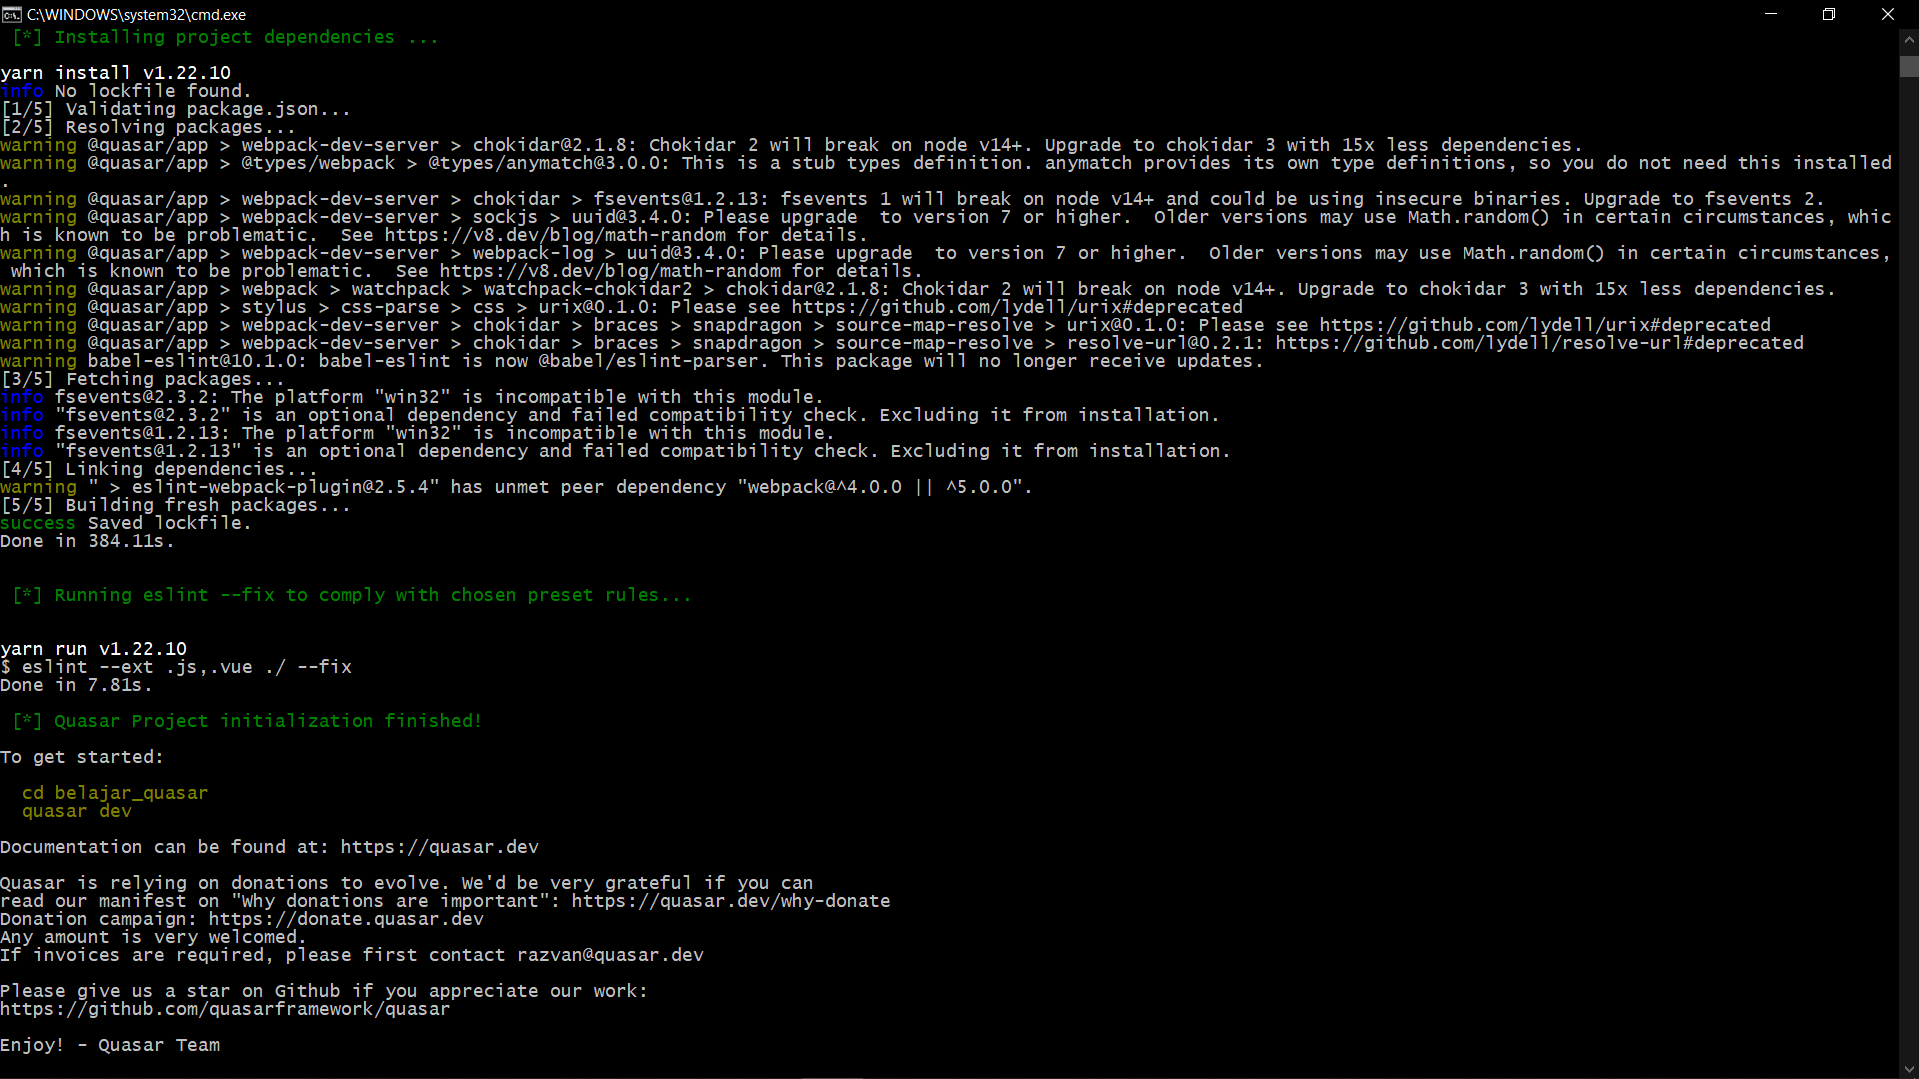 C:\WINDOWS\system32\cmd.exe
[*] Installing project dependencies ...
yarn install v1.22.10
info No lockfile found.
[1/5] Validating package.json...
[2/5] Resolving packages...
warning @quasar/app > webpack-dev-server > chokidar@2.1.8: Chokidar 2 will break on node v14+. Upgrade to chokidar 3 with 15x less dependencies.
warning @quasar/app > @types/webpack > @types/anymatch@3.0.0: This is a stub types definition. anymatch provides its own type definitions, so you do not need this installed
.
warning @quasar/app > webpack-dev-server > chokidar > fsevents@1.2.13: fsevents 1 will break on node v14+ and could be using insecure binaries. Upgrade to fsevents 2.
warning @quasar/app > webpack-dev-server > sockjs > uuid@3.4.0: Please upgrade  to version 7 or higher.  Older versions may use Math.random() in certain circumstances, whic
h is known to be problematic.  See https://v8.dev/blog/math-random for details.
warning @quasar/app > webpack-dev-server > webpack-log > uuid@3.4.0: Please upgrade  to version 7 or higher.  Older versions may use Math.random() in certain circumstances,
 which is known to be problematic.  See https://v8.dev/blog/math-random for details.
warning @quasar/app > webpack > watchpack > watchpack-chokidar2 > chokidar@2.1.8: Chokidar 2 will break on node v14+. Upgrade to chokidar 3 with 15x less dependencies.
warning @quasar/app > stylus > css-parse > css > urix@0.1.0: Please see https://github.com/lydell/urix#deprecated
warning @quasar/app > webpack-dev-server > chokidar > braces > snapdragon > source-map-resolve > urix@0.1.0: Please see https://github.com/lydell/urix#deprecated
warning @quasar/app > webpack-dev-server > chokidar > braces > snapdragon > source-map-resolve > resolve-url@0.2.1: https://github.com/lydell/resolve-url#deprecated
warning babel-eslint@10.1.0: babel-eslint is now @babel/eslint-parser. This package will no longer receive updates.
[3/5] Fetching packages...
info fsevents@2.3.2: The platform "win32" is incompatible with this module.
info "fsevents@2.3.2" is an optional dependency and failed compatibility check. Excluding it from installation.
info fsevents@1.2.13: The platform "win32" is incompatible with this module.
info "fsevents@1.2.13" is an optional dependency and failed compatibility check. Excluding it from installation.
[4/5] Linking dependencies...
warning " > eslint-webpack-plugin@2.5.4" has unmet peer dependency "webpack@^4.0.0 || ^5.0.0".
[5/5] Building fresh packages...
success Saved lockfile.
Done in 384.11s.
[*] Running eslint --fix to comply with chosen preset rules...
yarn run v1.22.10
$ eslint --ext .js,.vue ./ --fix
Done in 7.81s.
[*] Quasar Project initialization finished!
To get started:
cd belajar_quasar
quasar dev
Documentation can be found at: https://quasar.dev
Quasar is relying on donations to evolve. We'd be very grateful if you can
read our manifest on "Why donations are important": https://quasar.dev/why-donate
Donation campaign: https://donate.quasar.dev
Any amount is very welcomed.
If invoices are required, please first contact razvan@quasar.dev
Please give us a star on Github if you appreciate our work:
https://github.com/quasarframework/quasar
Enjoy! - Quasar Team